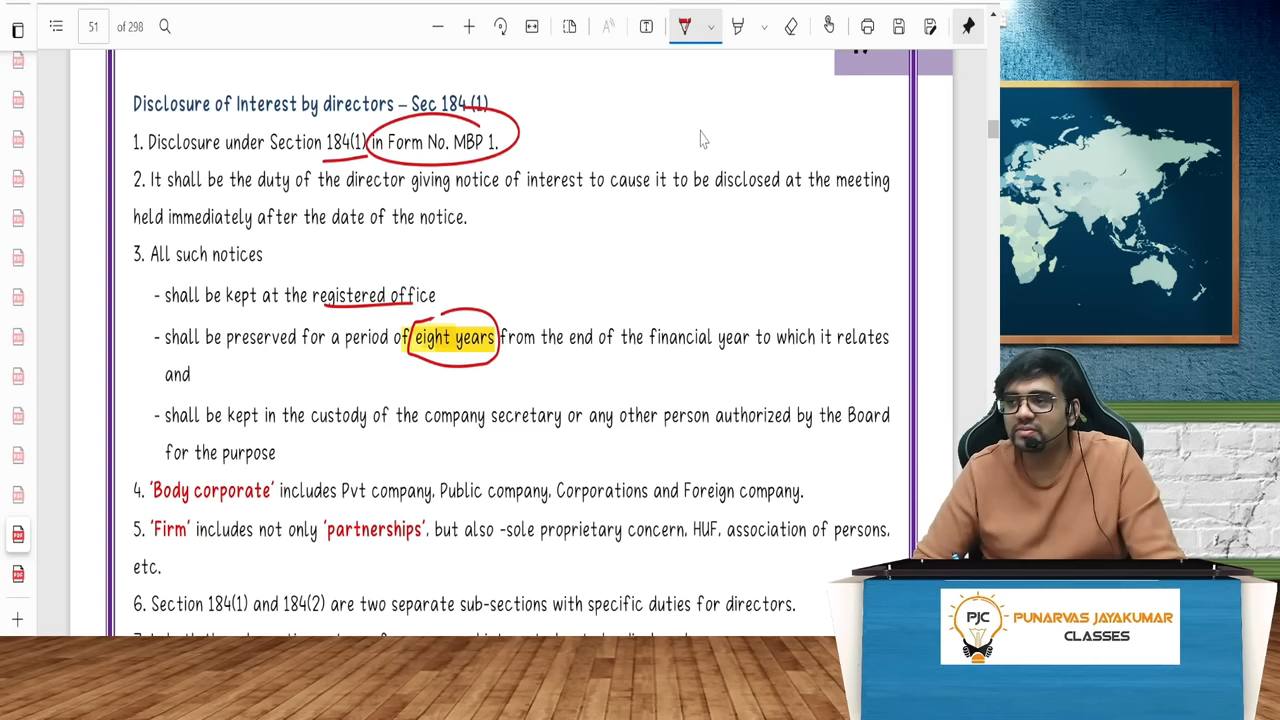 51 of 298
Disclosure of Interest by directors – Sec 184 (1)
1. Disclosure under Section 184(1) in Form No. MBP 1.
2. It shall be the duty of the director giving notice of interest to cause it to be disclosed at the meeting
held immediately after the date of the notice.
3. All such notices
- shall be kept at the registered office
- shall be preserved for a period of eight years from the end of the financial year to which it relates
and
- shall be kept in the custody of the company secretary or any other person authorized by the Board
for the purpose
4. 'Body corporate' includes Pvt company, Public company, Corporations and Foreign company.
5. 'Firm' includes not only 'partnerships', but also -sole proprietary concern, HUF, association of persons,
etc.
6. Section 184(1) and 184(2) are two separate sub-sections with specific duties for directors.
PJC
PUNARVAS JAYAKUMAR
CLASSES